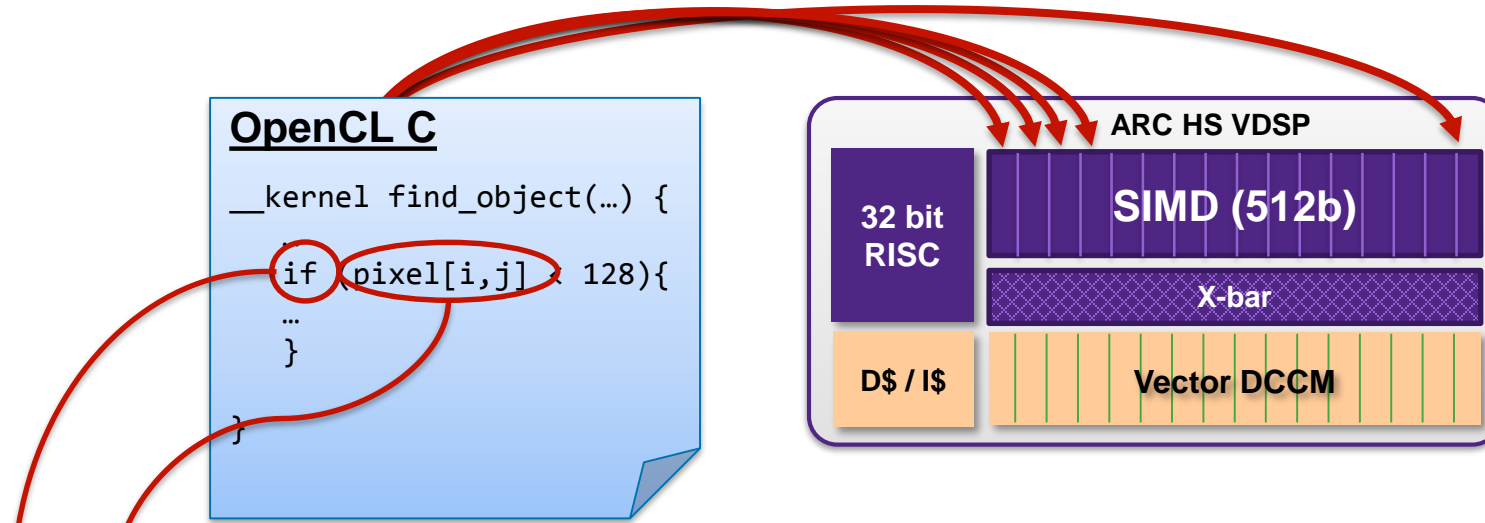 OpenCL C
__kernel find_object(…) {
…
if (pixel[i,j] < 128){
…
}
}
ARC HS VDSP
32 bit
RISC
SIMD (512b)
X-bar
D$ / I$
Vector DCCM